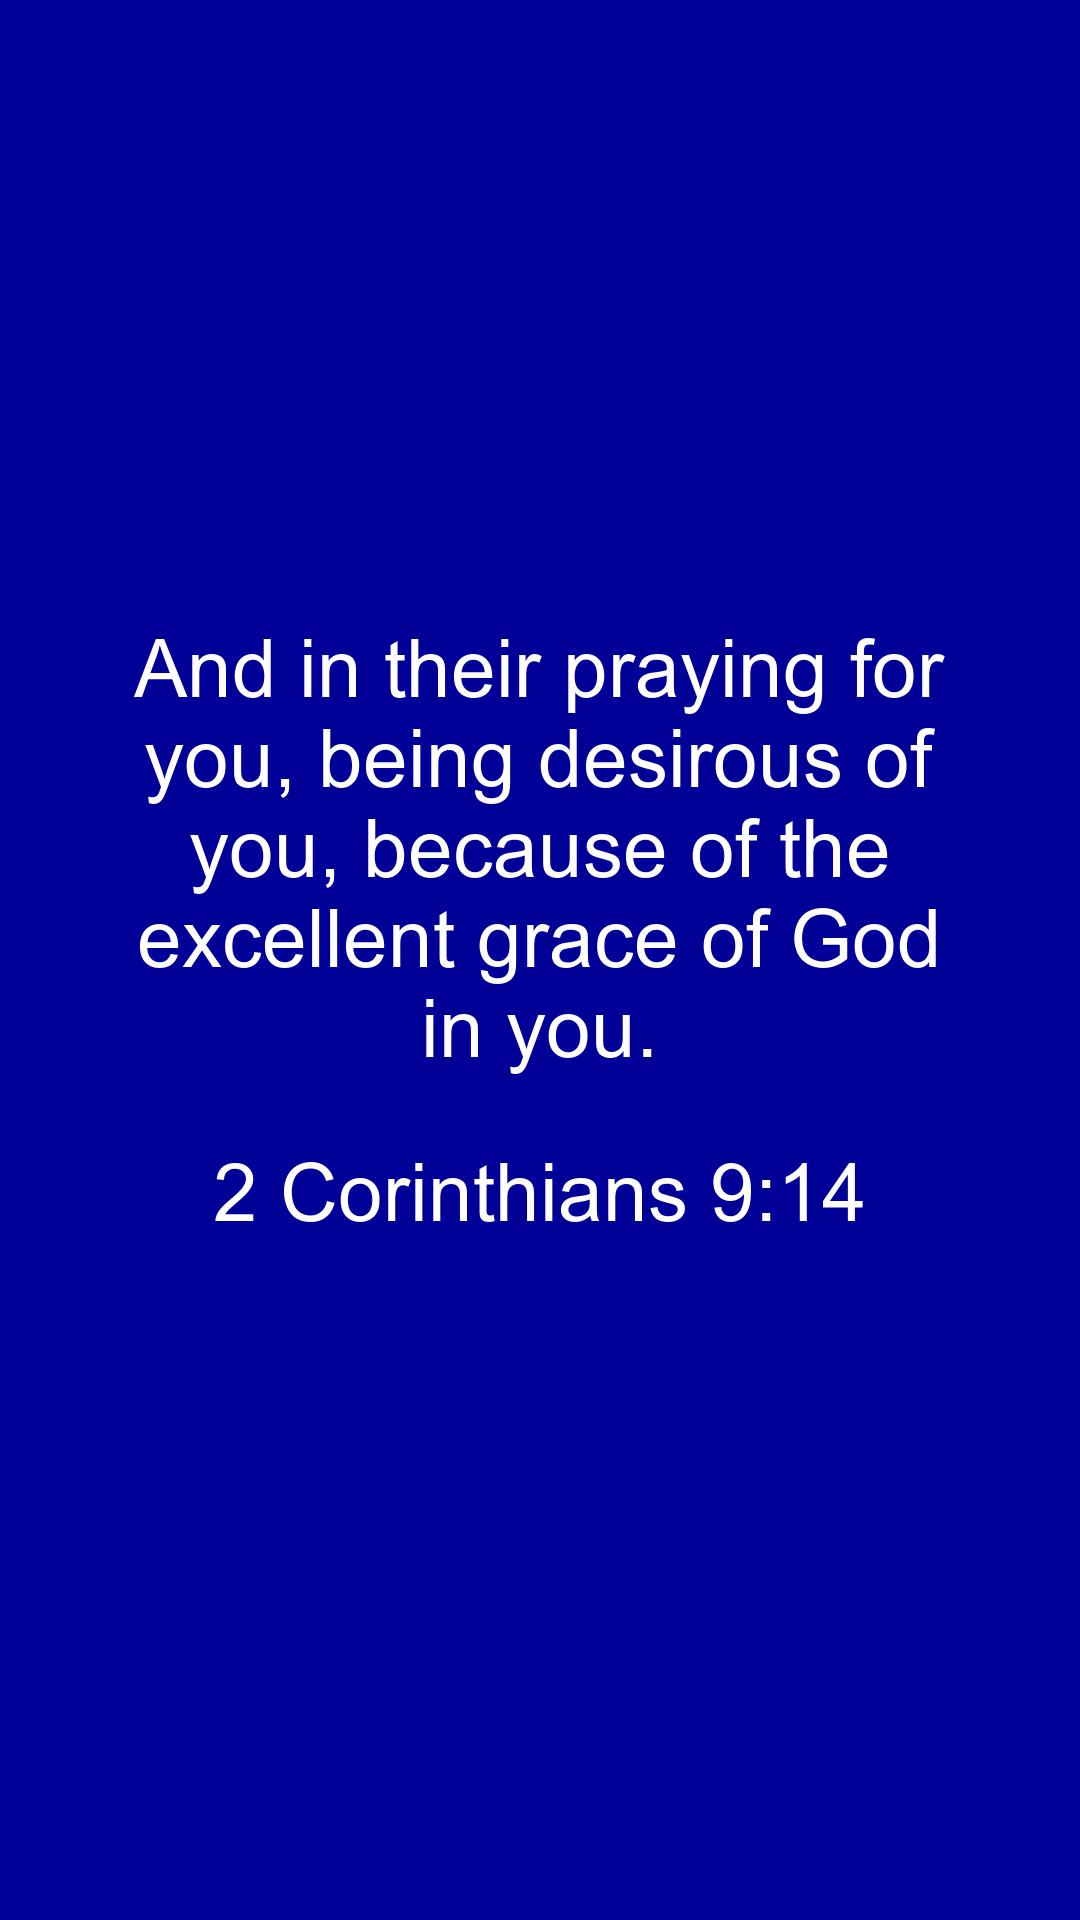 And in their praying for
you, being desirous of
you, because of the
excellent grace of God
in you.
2 Corinthians 9:14